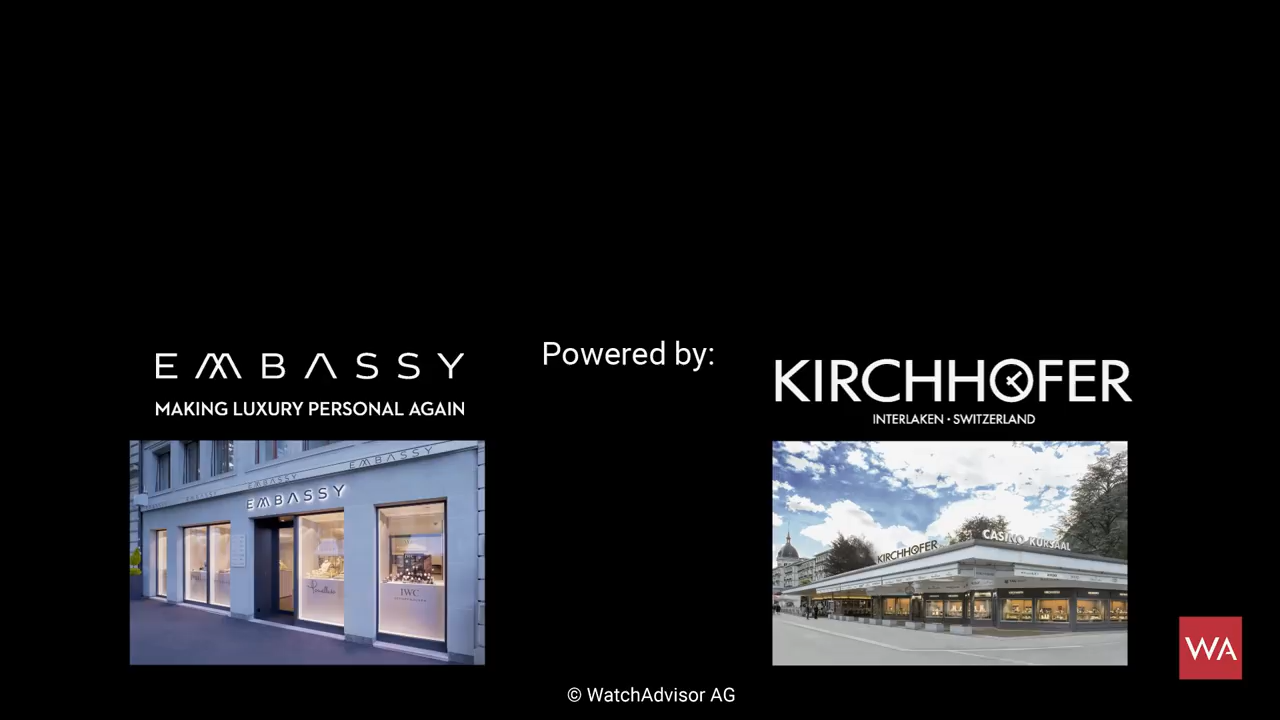 Powered by:
EMBASSY
MAKING LUXURY PERSONAL AGAIN
KIRCHHOFER
INTERLAKEN · SWITZERLAND
EMBASSY
EMBASSY
EMBASSY
IWC
KIRCHHOFER
CASINO KURSAAL
WA
© WatchAdvisor AG